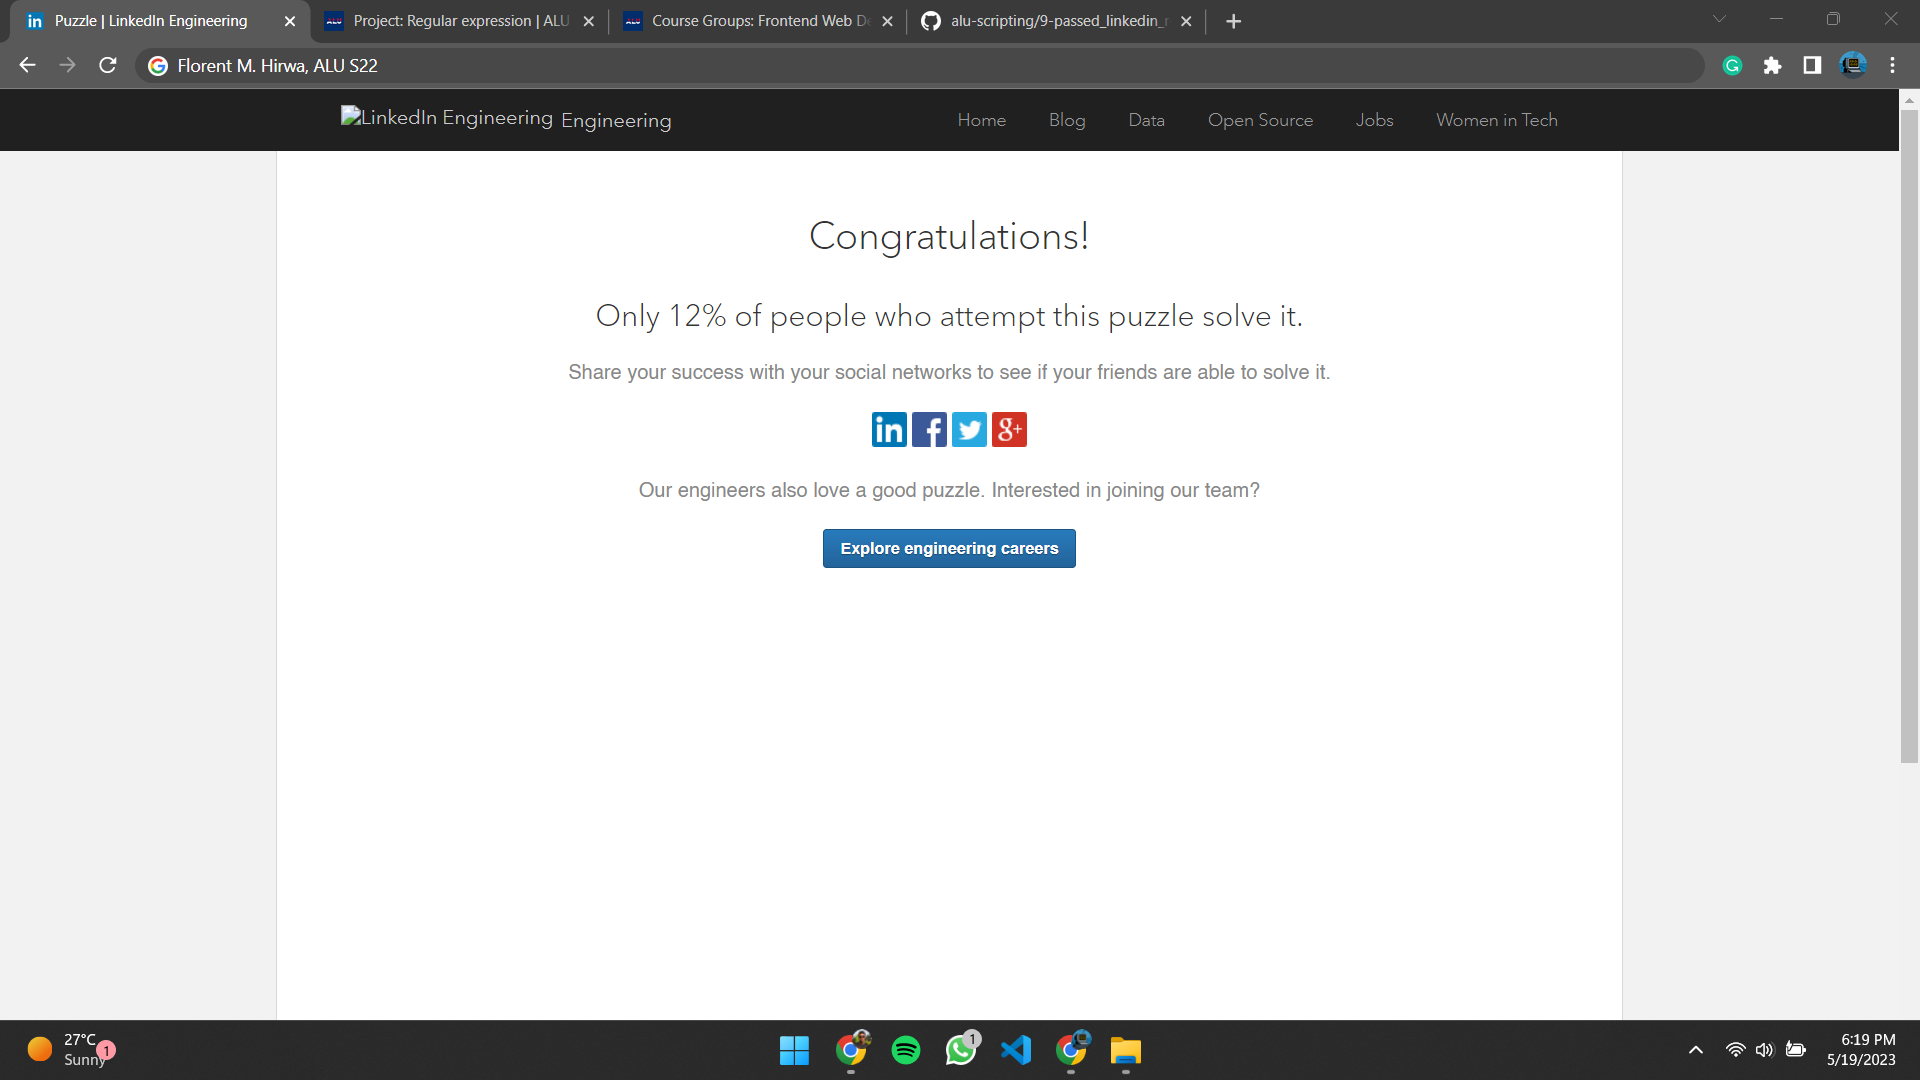 Puzzle | LinkedIn Engineering
Project: Regular expression | ALU
Course Groups: Frontend Web De
alu-scripting/9-passed_linkedin_r
Florent M. Hirwa, ALU S22
LinkedIn Engineering Engineering
Home Blog Data Open Source Jobs Women in Tech
Congratulations!
Only 12% of people who attempt this puzzle solve it.
Share your success with your social networks to see if your friends are able to solve it.
in f g+
Our engineers also love a good puzzle. Interested in joining our team?
Explore engineering careers
27°C
Sunny
1
1
6:19 PM
5/19/2023